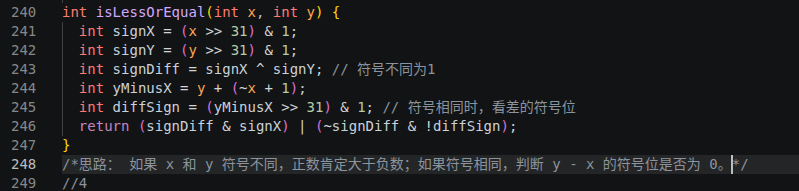 240 int isLessOrEqual(int x, int y) {
241   int signX = (x >> 31) & 1;
242   int signY = (y >> 31) & 1;
243   int signDiff = signX ^ signY; // 符号不同为1
244   int yMinusX = y + (~x + 1);
245   int diffSign = (yMinusX >> 31) & 1; // 符号相同时，看差的符号位
246   return (signDiff & signX) | (~signDiff & !diffSign);
247 }
248 /*思路： 如果 x 和 y 符号不同，正数肯定大于负数；如果符号相同，判断 y - x 的符号位是否为 0。*/
249 //4